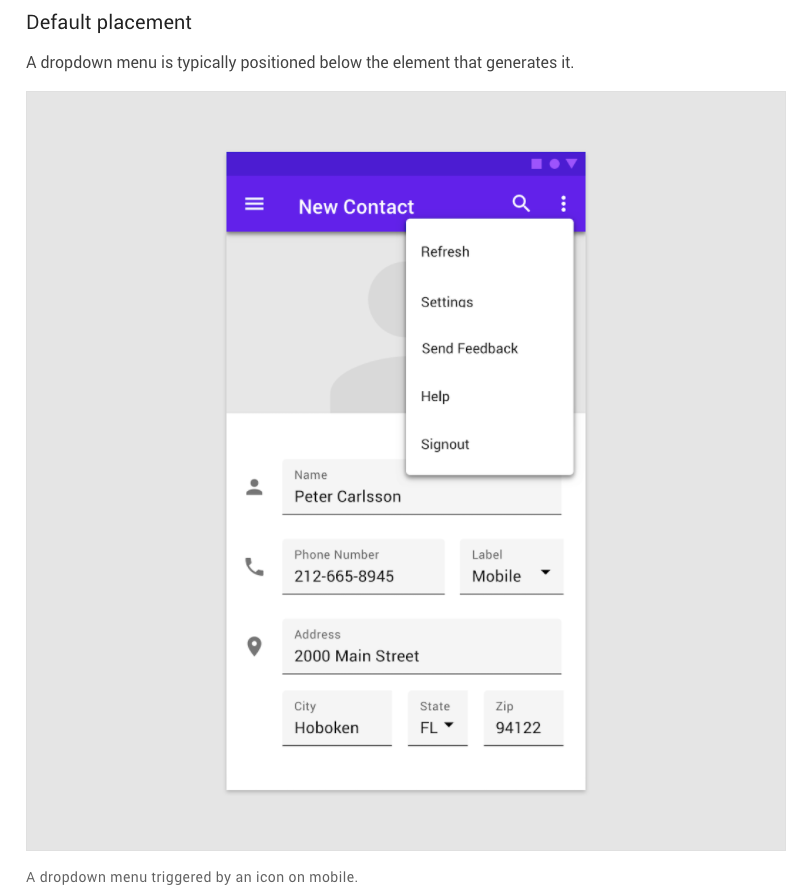 Default placement
A dropdown menu is typically positioned below the element that generates it.
New Contact
Refresh
Settings
Send Feedback
Help
Signout
Name
Peter Carlsson
Phone Number
212-665-8945
Label
Mobile
Address
2000 Main Street
City
Hoboken
State
FL
Zip
94122
A dropdown menu triggered by an icon on mobile.